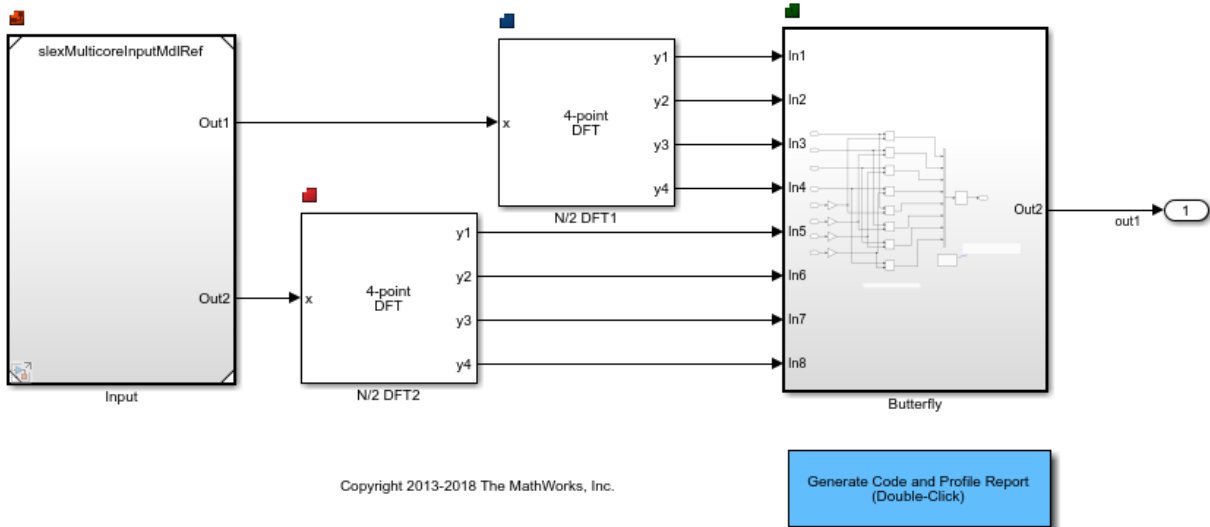 slexMulticoreInputMdlRef
Out1
Out2
Input
x
4-point
DFT
y1
y2
y3
y4
N/2 DFT1
x
4-point
DFT
y1
y2
y3
y4
N/2 DFT2
In1
In2
In3
In4
In5
In6
In7
In8
Out2
Butterfly
out1
1
Copyright 2013-2018 The MathWorks, Inc.
Generate Code and Profile Report
(Double-Click)